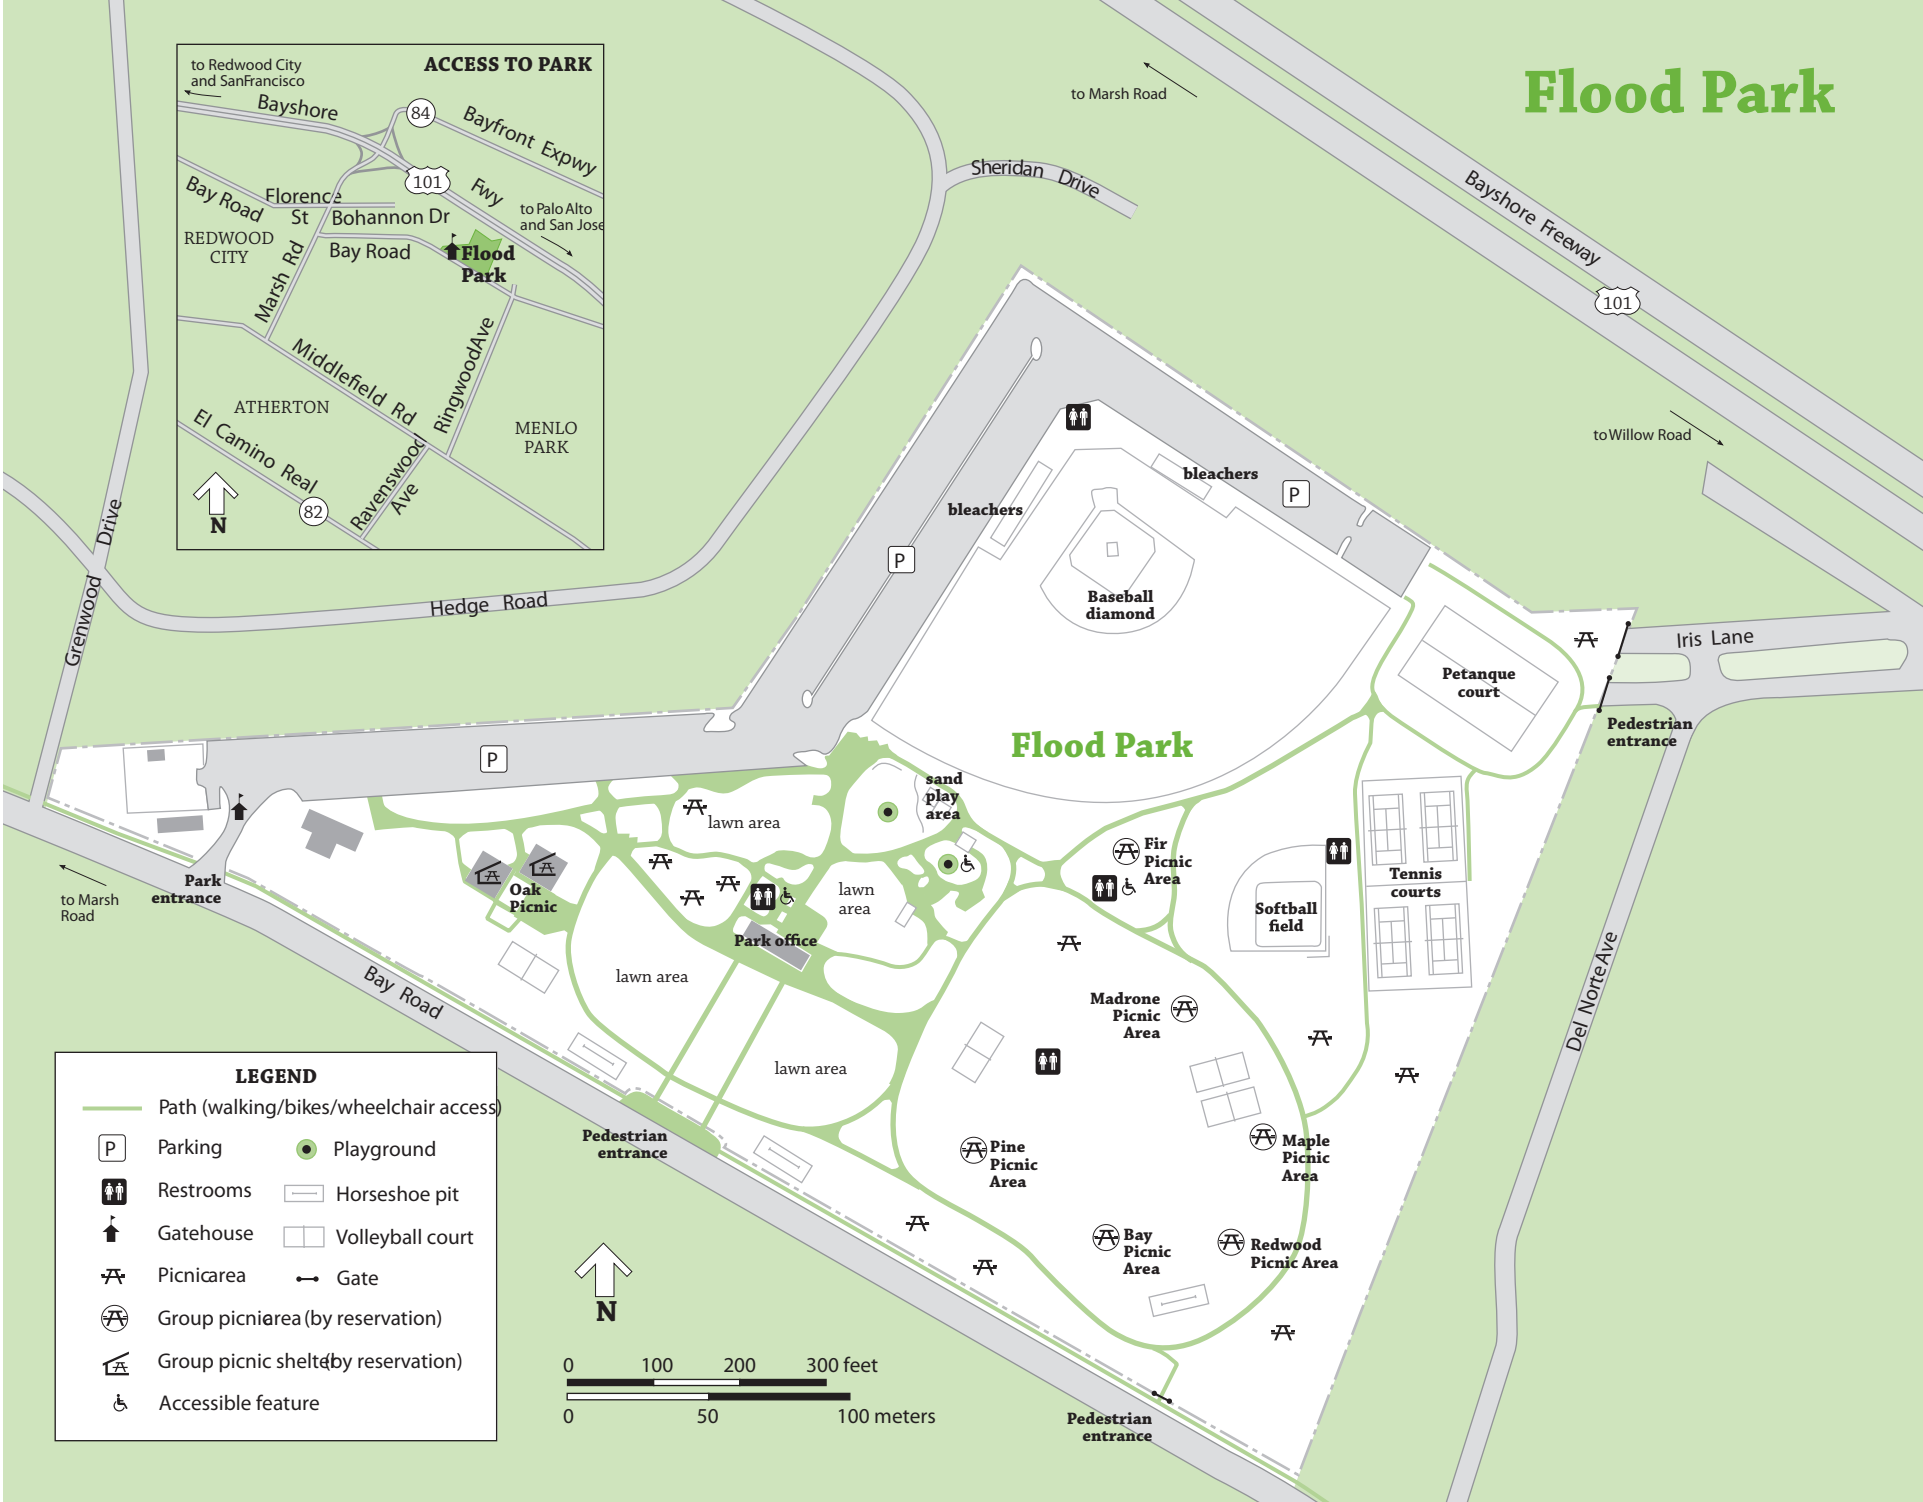 Flood Park
ACCESS TO PARK
to Redwood City
and SanFrancisco
Bayshore
84
Bayfront Expwy
101
Fwy
Bay Road
Florence
St
Bohannon Dr
to Palo Alto
and San Jose
REDWOOD
CITY
Bay Road
Flood
Park
Marsh Rd
Middlefield Rd
RingwoodAve
ATHERTON
MENLO
PARK
El Camino Real
82
Ravenswood
Ave
N
to Marsh Road
Sheridan Drive
Bayshore Freeway
101
to Willow Road
Grenwood Drive
Hedge Road
bleachers
bleachers
P
P
Baseball
diamond
Petanque
court
Iris Lane
Pedestrian
entrance
Flood Park
P
sand
play
area
lawn area
Fir
Picnic
Area
Tennis
courts
Softball
field
Oak
Picnic
lawn
area
Park office
Park
entrance
to Marsh
Road
lawn area
Bay Road
Madrone
Picnic
Area
Del Norte Ave
lawn area
Pedestrian
entrance
Pine
Picnic
Area
Maple
Picnic
Area
Bay
Picnic
Area
Redwood
Picnic Area
Pedestrian
entrance
LEGEND
Path (walking/bikes/wheelchair access)
P
Parking
Playground
Restrooms
Horseshoe pit
Gatehouse
Volleyball court
Picnicarea
Gate
Group picnicarea (by reservation)
Group picnic shelter(by reservation)
Accessible feature
N
0 100 200 300 feet
0 50 100 meters